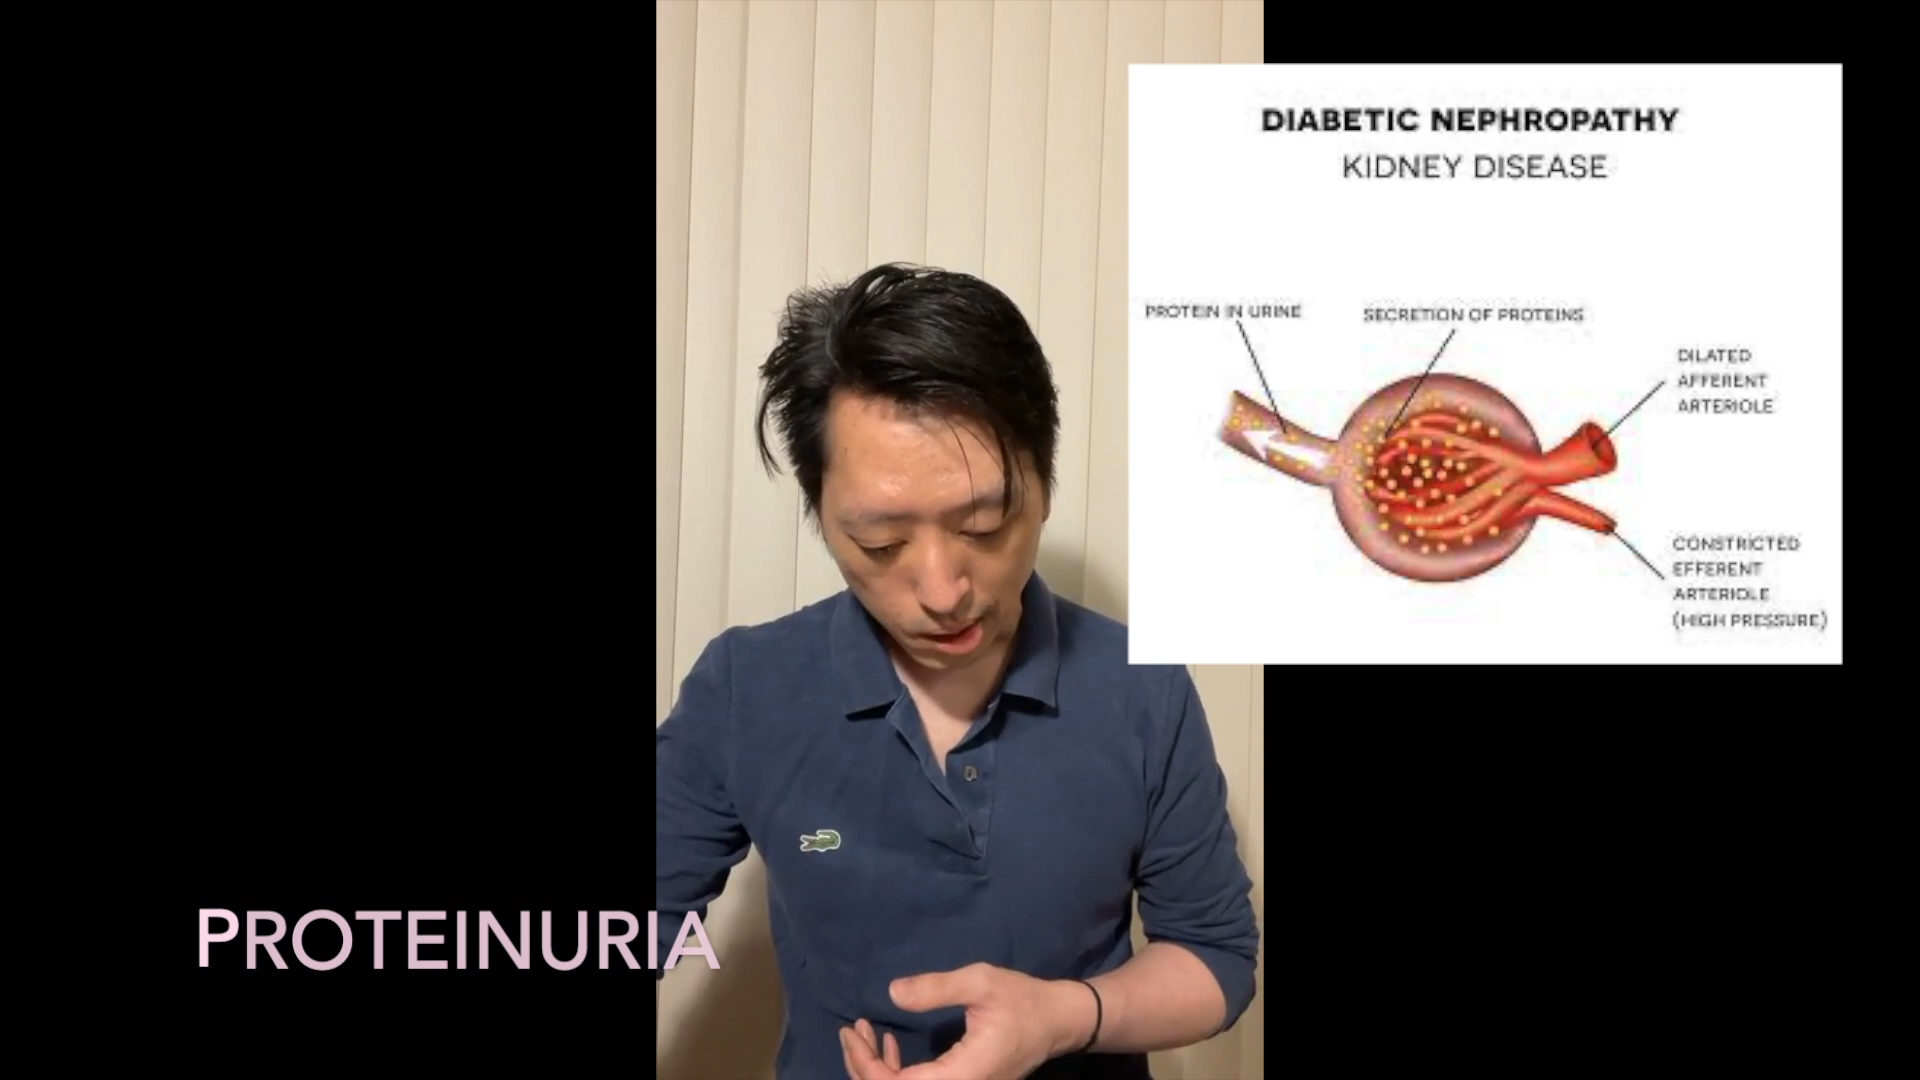 DIABETIC NEPHROPATHY
KIDNEY DISEASE
PROTEIN IN URINE
SECRETION OF PROTEINS
DILATED
AFFERENT
ARTERIOLE
CONSTRICTED
EFFERENT
ARTERIOLE
(HIGH PRESSURE)
PROTEINURIA